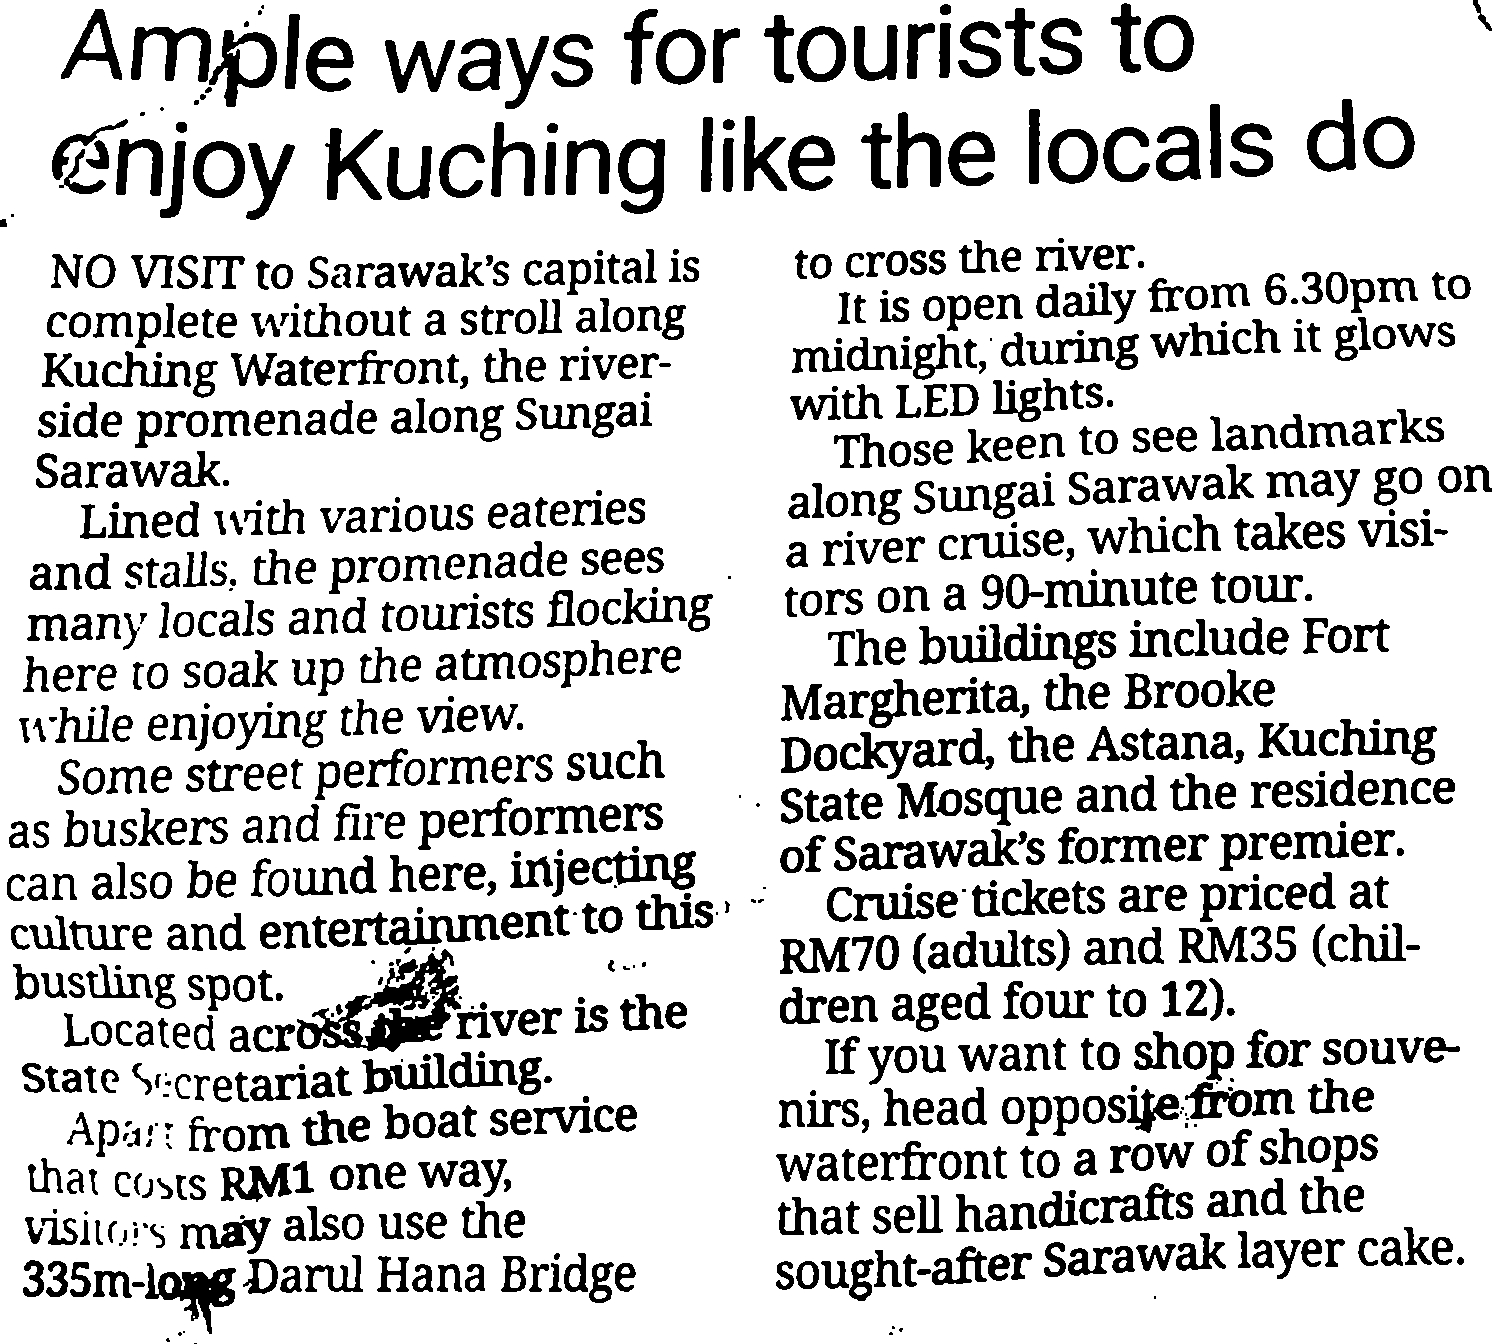 Ample ways for tourists to
enjoy Kuching like the locals do
NO VISIT to Sarawak's capital is
complete without a stroll along
Kuching Waterfront, the river-
side promenade along Sungai
Sarawak.
Lined with various eateries
and stalls, the promenade sees
many locals and tourists flocking
here to soak up the atmosphere
while enjoying the view.
Some street performers such
as buskers and fire performers
can also be found here, injecting
culture and entertainment to this
bustling spot.
Located across the river is the
State Secretariat building.
Apart from the boat service
that costs RM1 one way,
visitors may also use the
335m-long Darul Hana Bridge
to cross the river.
It is open daily from 6.30pm to
midnight, during which it glows
with LED lights.
Those keen to see landmarks
along Sungai Sarawak may go on
a river cruise, which takes visi-
tors on a 90-minute tour.
The buildings include Fort
Margherita, the Brooke
Dockyard, the Astana, Kuching
State Mosque and the residence
of Sarawak's former premier.
Cruise tickets are priced at
RM70 (adults) and RM35 (chil-
dren aged four to 12).
If you want to shop for souve-
nirs, head opposite from the
waterfront to a row of shops
that sell handicrafts and the
sought-after Sarawak layer cake.